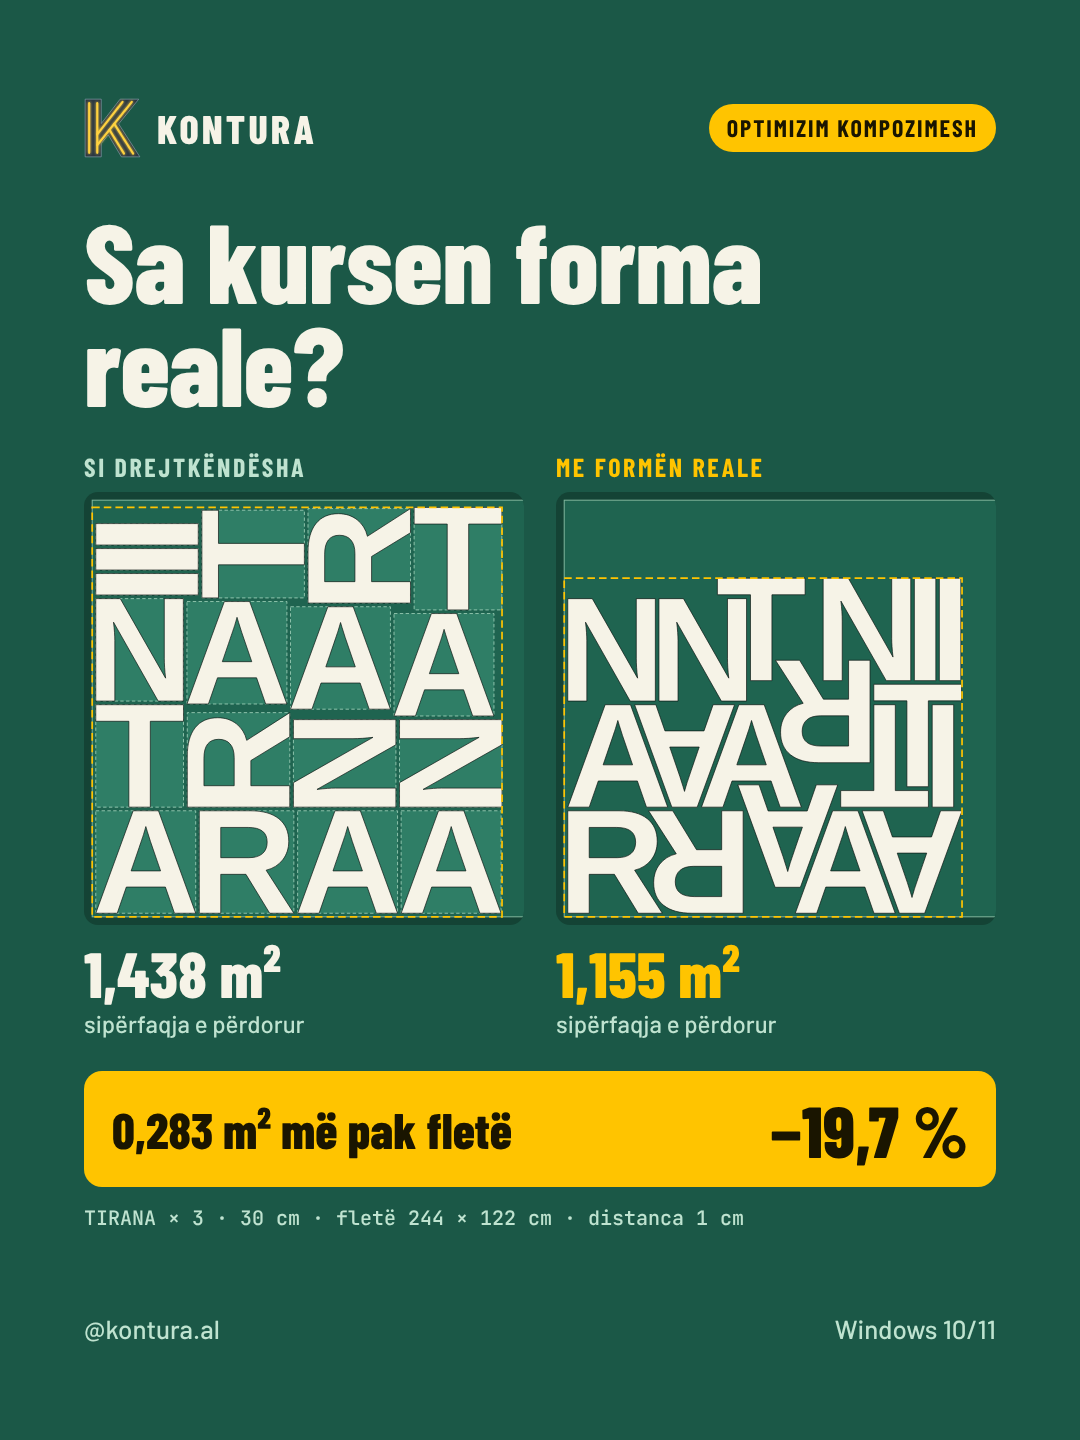 K KONTURA
OPTIMIZIM KOMPOZIMESH
Sa kursen forma
reale?
SI DREJTKËNDËSHA
ME FORMËN REALE
III T R T
N A A A
T R N N
A R A A
N N T N I I I
A A A R T T
R R A A A
1,438 m²
sipërfaqja e përdorur
1,155 m²
sipërfaqja e përdorur
0,283 m² më pak fletë
–19,7 %
TIRANA × 3 · 30 cm · fletë 244 × 122 cm · distanca 1 cm
@kontura.al
Windows 10/11